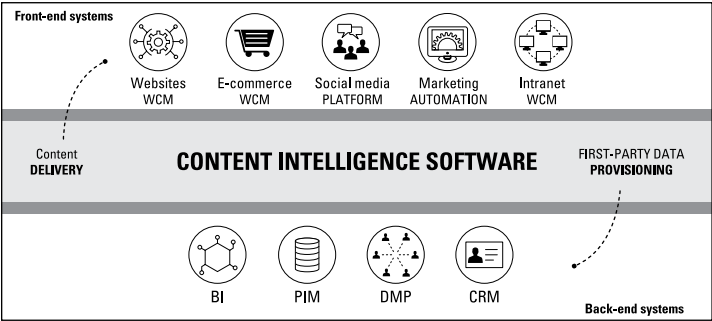 Front-end systems
Websites
WCM
E-commerce
WCM
Social media
PLATFORM
Marketing
AUTOMATION
Intranet
WCM
Content
DELIVERY
CONTENT INTELLIGENCE SOFTWARE
FIRST-PARTY DATA
PROVISIONING
BI
PIM
DMP
CRM
Back-end systems